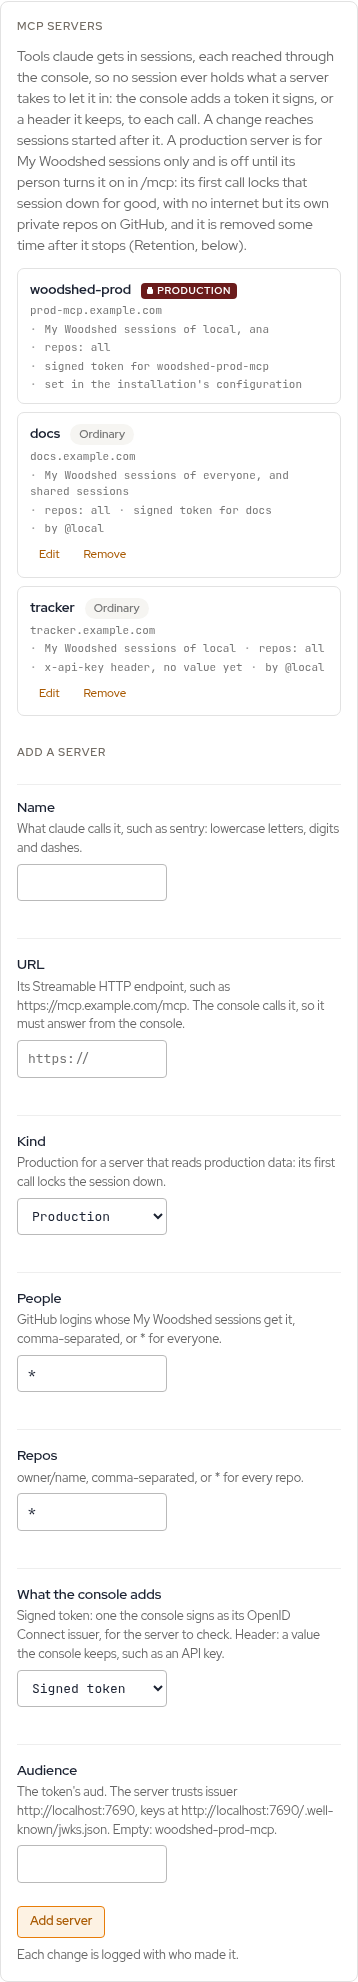 MCP SERVERS
Tools claude gets in sessions, each reached through
the console, so no session ever holds what a server
takes to let it in: the console adds a token it signs, or
a header it keeps, to each call. A change reaches
sessions started after it. A production server is for
My Woodshed sessions only and is off until its
person turns it on in /mcp: its first call locks that
session down for good, with no internet but its own
private repos on GitHub, and it is removed some
time after it stops (Retention, below).
woodshed-prod PRODUCTION
prod-mcp.example.com
· My Woodshed sessions of local, ana
· repos: all
· signed token for woodshed-prod-mcp
· set in the installation's configuration
docs Ordinary
docs.example.com
· My Woodshed sessions of everyone, and
shared sessions
· repos: all · signed token for docs
· by @local
Edit Remove
tracker Ordinary
tracker.example.com
· My Woodshed sessions of local · repos: all
· x-api-key header, no value yet · by @local
Edit Remove
ADD A SERVER
Name
What claude calls it, such as sentry: lowercase letters, digits
and dashes.
URL
Its Streamable HTTP endpoint, such as
https://mcp.example.com/mcp. The console calls it, so it
must answer from the console.
https://
Kind
Production for a server that reads production data: its first
call locks the session down.
Production
People
GitHub logins whose My Woodshed sessions get it,
comma-separated, or * for everyone.
*
Repos
owner/name, comma-separated, or * for every repo.
*
What the console adds
Signed token: one the console signs as its OpenID
Connect issuer, for the server to check. Header: a value
the console keeps, such as an API key.
Signed token
Audience
The token's aud. The server trusts issuer
http://localhost:7690, keys at http://localhost:7690/.well-
known/jwks.json. Empty: woodshed-prod-mcp.
Add server
Each change is logged with who made it.